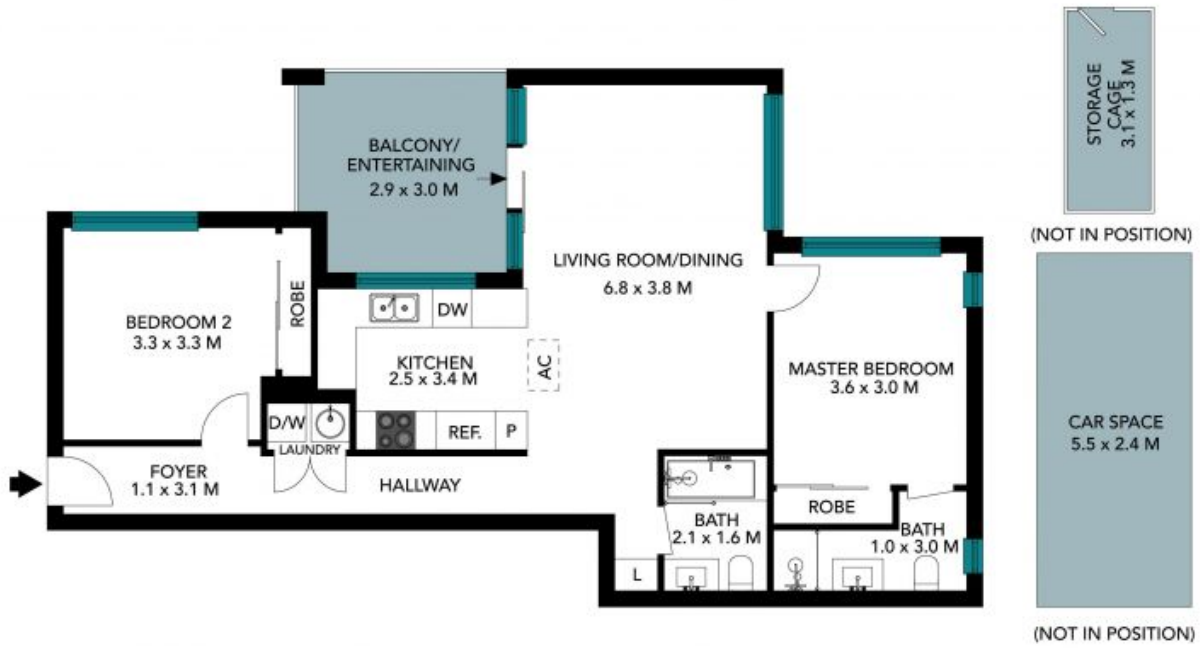 STORAGE
CAGE
3.1 x 1.3 M
(NOT IN POSITION)
BALCONY/
ENTERTAINING
2.9 x 3.0 M
LIVING ROOM/DINING
6.8 x 3.8 M
BEDROOM 2
3.3 x 3.3 M
ROBE
DW
KITCHEN
2.5 x 3.4 M
AC
MASTER BEDROOM
3.6 x 3.0 M
CAR SPACE
5.5 x 2.4 M
D/W
LAUNDRY
REF.
P
FOYER
1.1 x 3.1 M
HALLWAY
BATH
2.1 x 1.6 M
ROBE
BATH
1.0 x 3.0 M
L
(NOT IN POSITION)